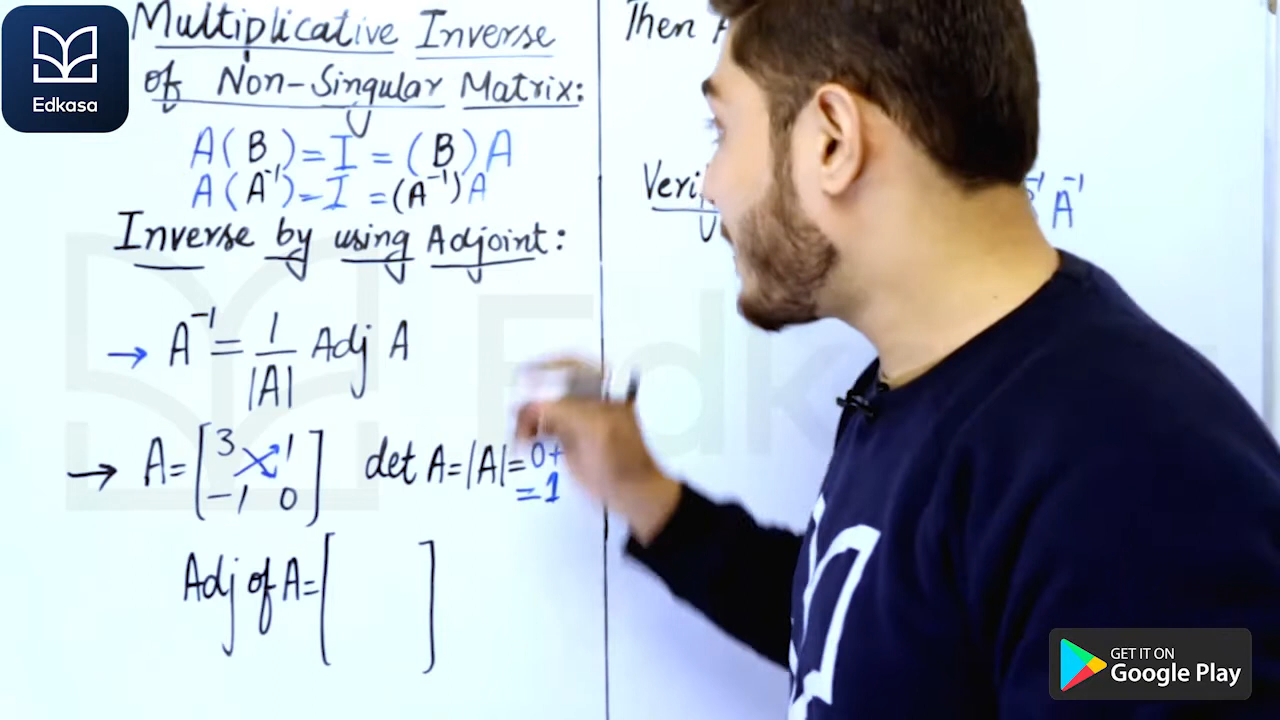 Edkasa
Multiplicative Inverse
of Non-Singular Matrix:
A(B) = I = (B)A
A(A⁻¹) = I = (A⁻¹)A
Inverse by using Adjoint:
→ A⁻¹ = 1/|A| Adj A
→ A = [3 1
-1 0] det A = |A| = 0+
= 1
Adj of A = [ ]
Then
A⁻¹
GET IT ON
Google Play